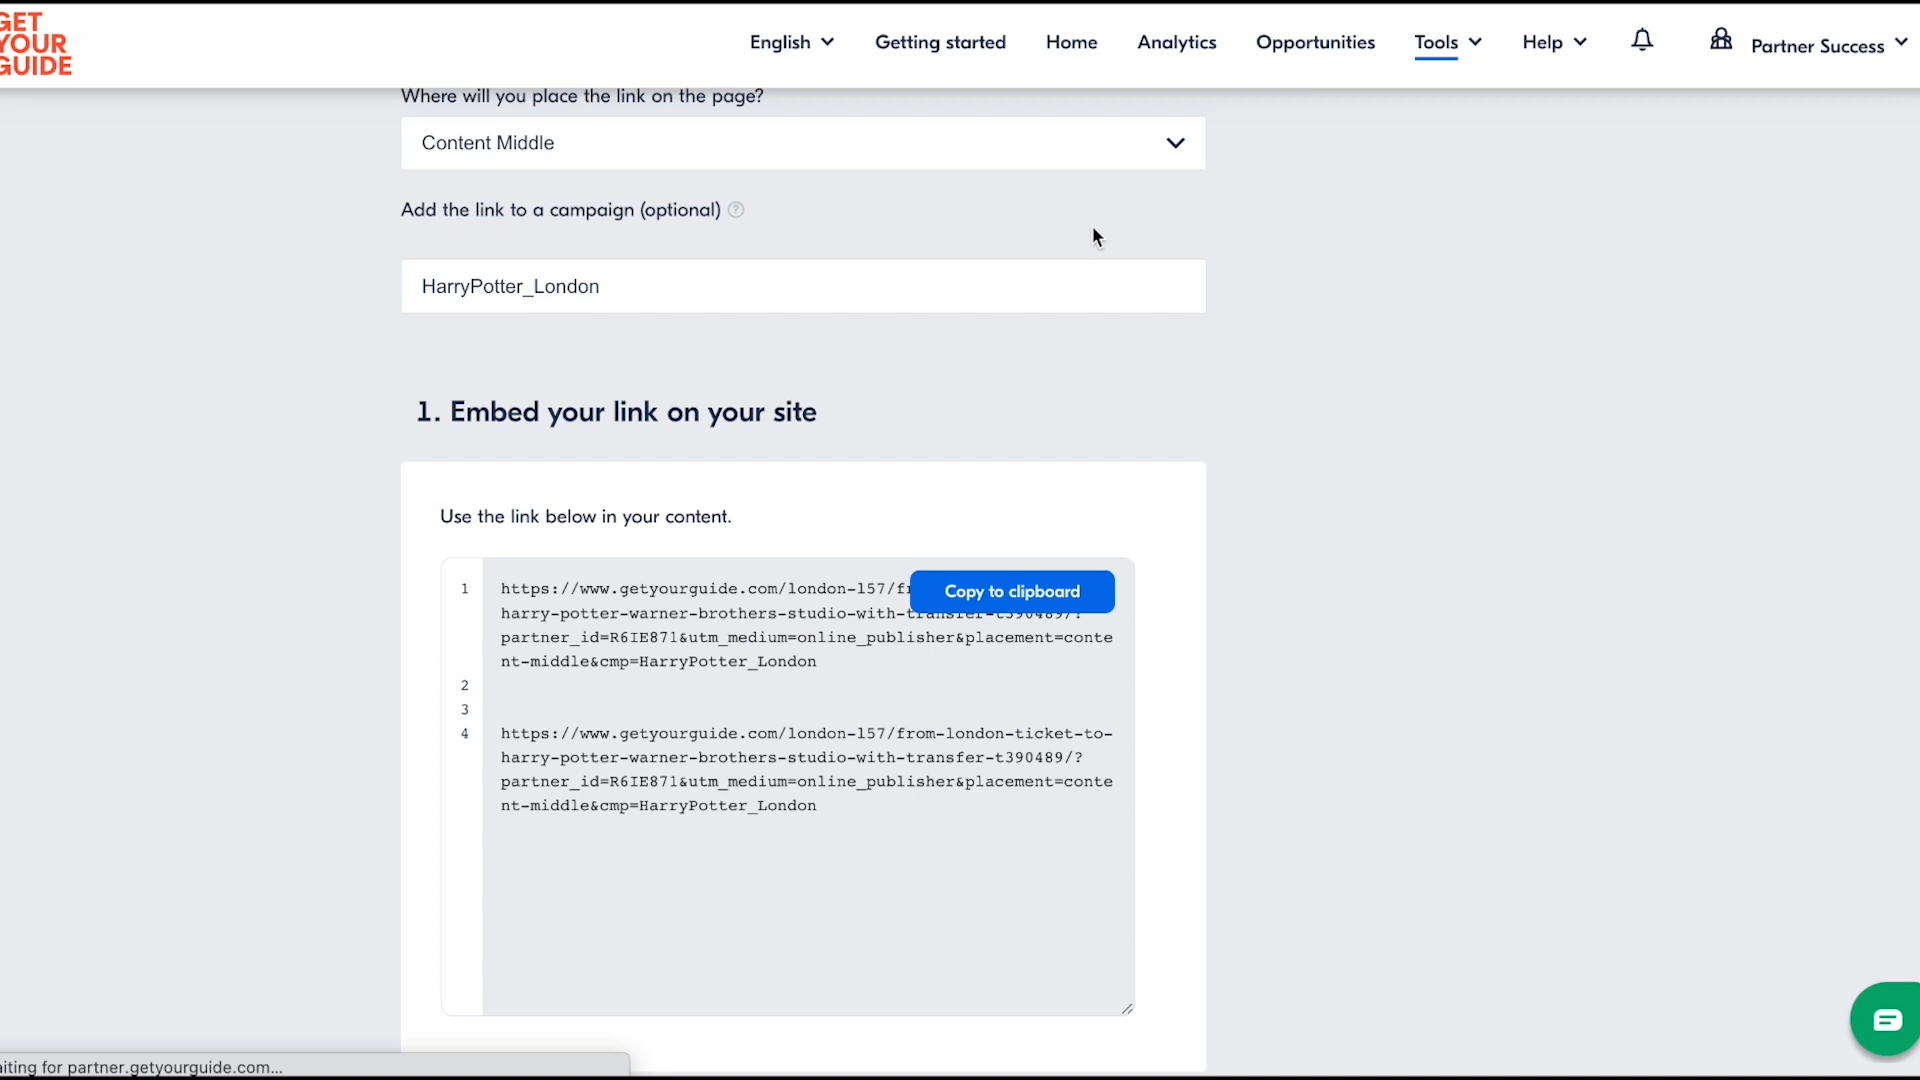 GET
YOUR
GUIDE
English
Getting started
Home
Analytics
Opportunities
Tools
Help
Partner Success
Where will you place the link on the page?
Content Middle
Add the link to a campaign (optional) ?
HarryPotter_London
1. Embed your link on your site
Use the link below in your content.
Copy to clipboard
1 https://www.getyourguide.com/london-l57/f
harry-potter-warner-brothers-studio-with-transfer-t390489/?
partner_id=R6IE871&utm_medium=online_publisher&placement=conte
nt-middle&cmp=HarryPotter_London
2
3
4 https://www.getyourguide.com/london-l57/from-london-ticket-to-
harry-potter-warner-brothers-studio-with-transfer-t390489/?
partner_id=R6IE871&utm_medium=online_publisher&placement=conte
nt-middle&cmp=HarryPotter_London
aiting for partner.getyourguide.com...